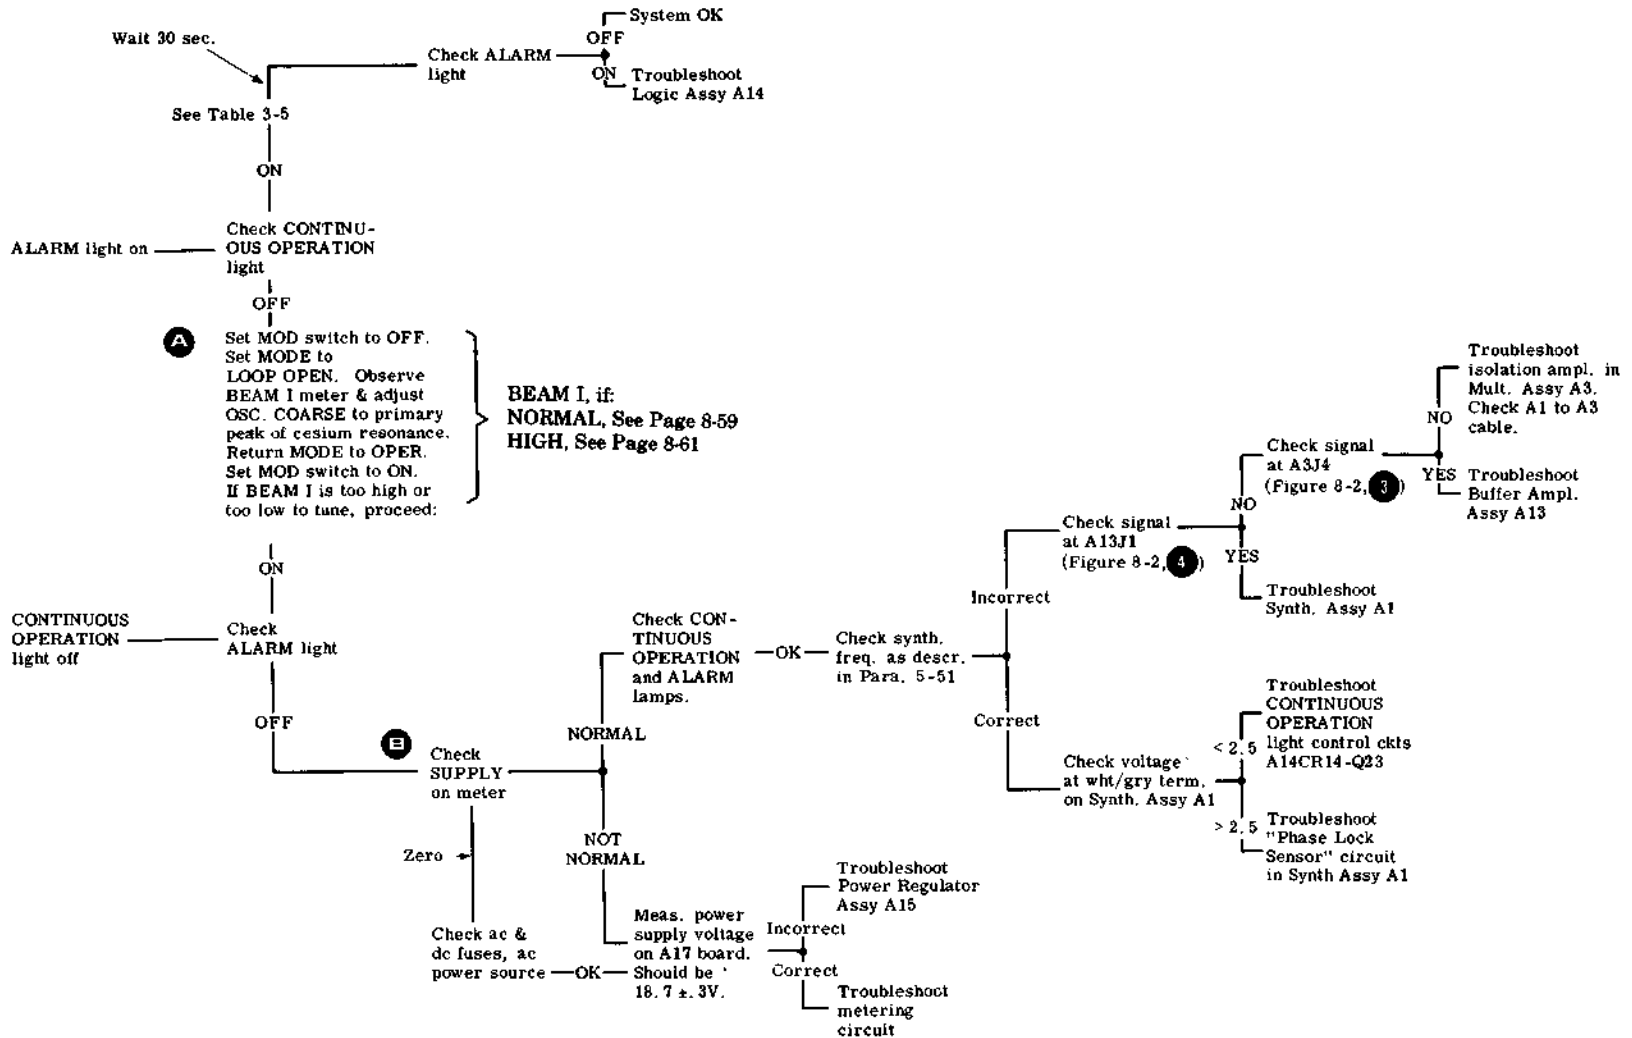 Wait 30 sec.
See Table 3-5
Check ALARM
light
OFF
System OK
ON
Troubleshoot
Logic Assy A14
ON
ALARM light on
Check CONTINU-
OUS OPERATION
light
OFF
A
Set MOD switch to OFF.
Set MODE to
LOOP OPEN. Observe
BEAM I meter & adjust
OSC. COARSE to primary
peak of cesium resonance.
Return MODE to OPER.
Set MOD switch to ON.
If BEAM I is too high or
too low to tune, proceed:
BEAM I, if:
NORMAL, See Page 8-59
HIGH, See Page 8-61
ON
CONTINUOUS
OPERATION
light off
Check
ALARM light
OFF
B
Check
SUPPLY
on meter
Zero
Check ac &
dc fuses, ac
power source
OK
NORMAL
Check CON-
TINUOUS
OPERATION
and ALARM
lamps.
OK
Check synth.
freq. as descr.
in Para. 5-51
Incorrect
Check signal
at A13J1
(Figure 8-2, 4)
NO
Check signal
at A3J4
(Figure 8-2, 3)
NO
Troubleshoot
isolation ampl. in
Mult. Assy A3.
Check A1 to A3
cable.
YES
Troubleshoot
Buffer Ampl.
Assy A13
YES
Troubleshoot
Synth. Assy A1
Correct
Check voltage
at wht/gry term.
on Synth. Assy A1
< 2.5
Troubleshoot
CONTINUOUS
OPERATION
light control ckts
A14CR14-Q23
> 2.5
Troubleshoot
"Phase Lock
Sensor" circuit
in Synth Assy A1
NOT
NORMAL
Meas. power
supply voltage
on A17 board.
Should be
18.7 ±.3V.
Incorrect
Troubleshoot
Power Regulator
Assy A15
Correct
Troubleshoot
metering
circuit